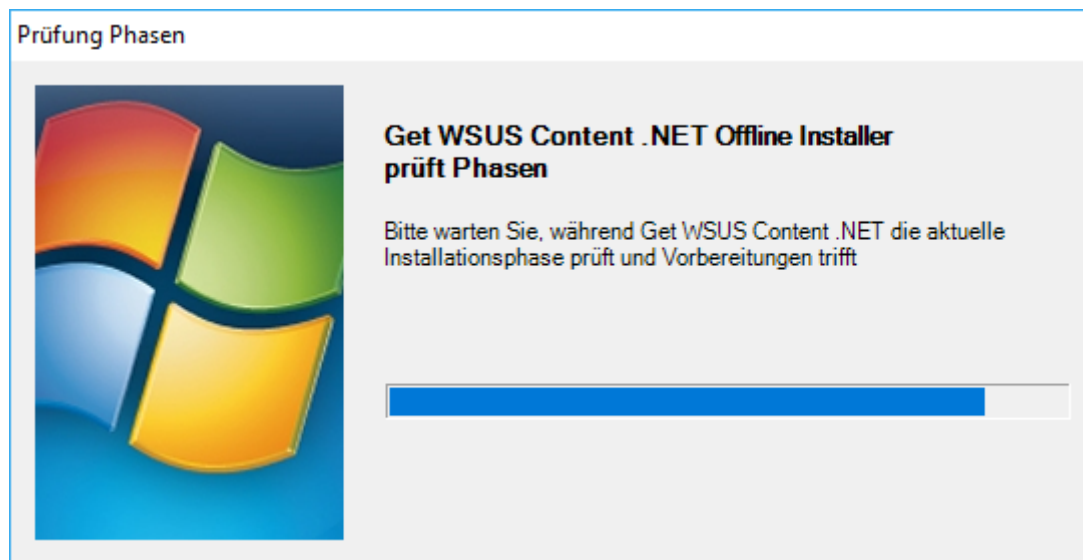 Prüfung Phasen
Get WSUS Content .NET Offline Installer
prüft Phasen
Bitte warten Sie, während Get WSUS Content .NET die aktuelle
Installationsphase prüft und Vorbereitungen trifft